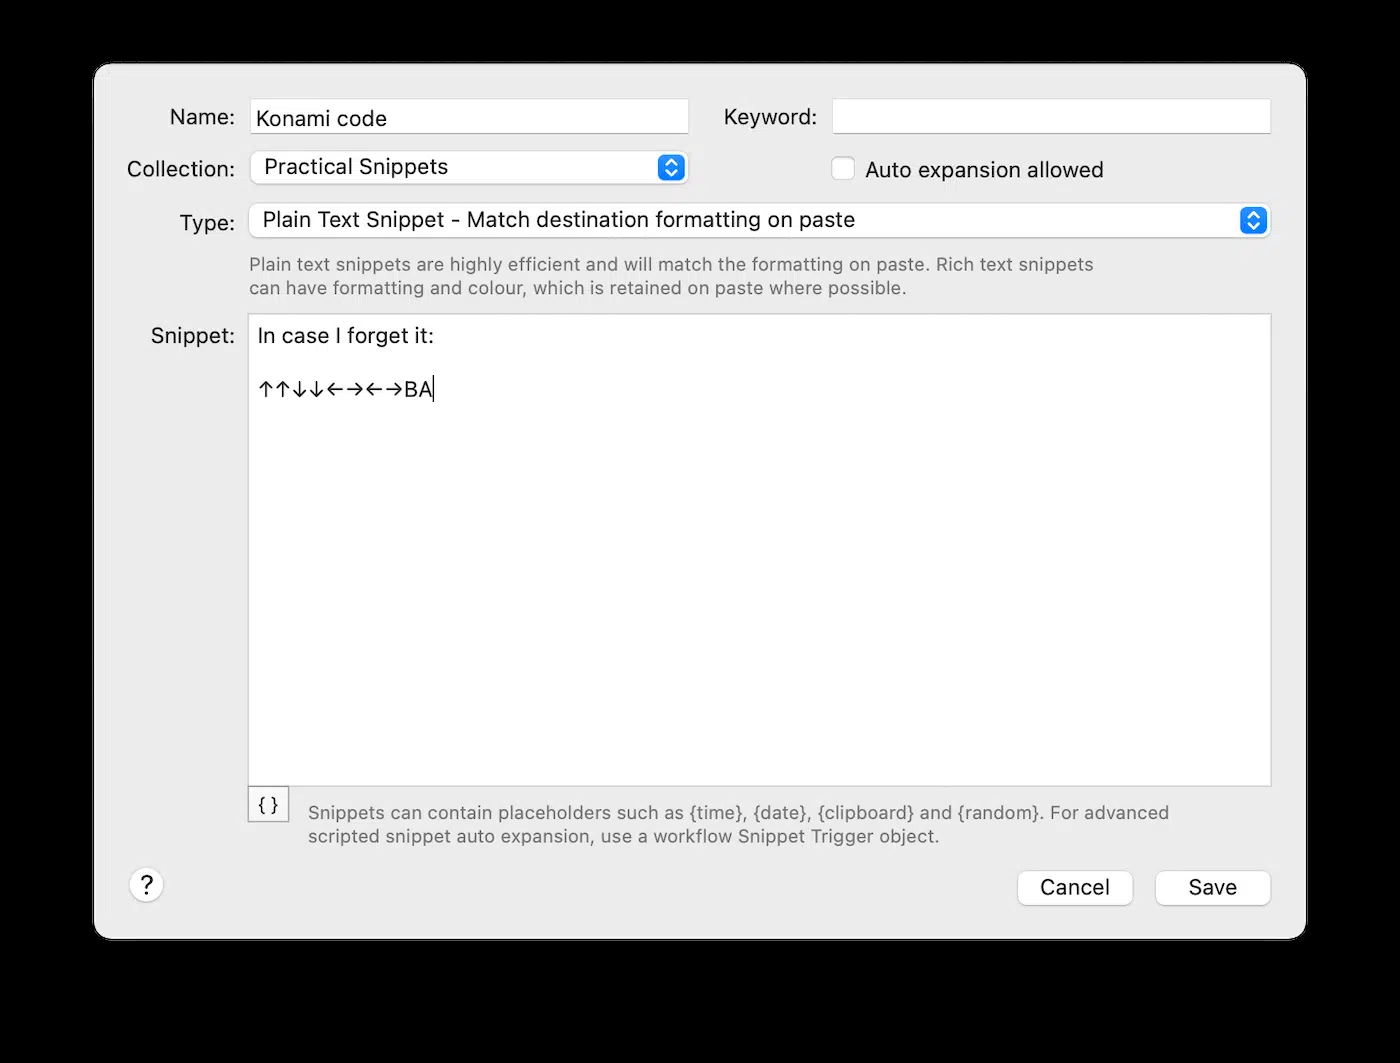 Name: Konami code Keyword:
Collection: Practical Snippets Auto expansion allowed
Type: Plain Text Snippet - Match destination formatting on paste
Plain text snippets are highly efficient and will match the formatting on paste. Rich text snippets
can have formatting and colour, which is retained on paste where possible.
Snippet: In case I forget it:
↑↑↓↓←→←→BA
{}
Snippets can contain placeholders such as {time}, {date}, {clipboard} and {random}. For advanced
scripted snippet auto expansion, use a workflow Snippet Trigger object.
? Cancel Save